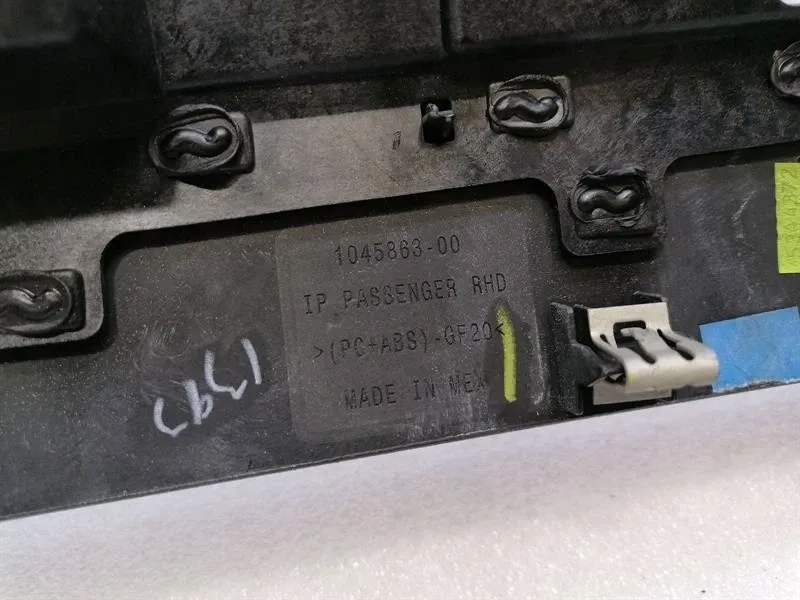 1045863-00
IP PASSENGER RHD
>(PC+ABS)-GF20<
MADE IN MEX